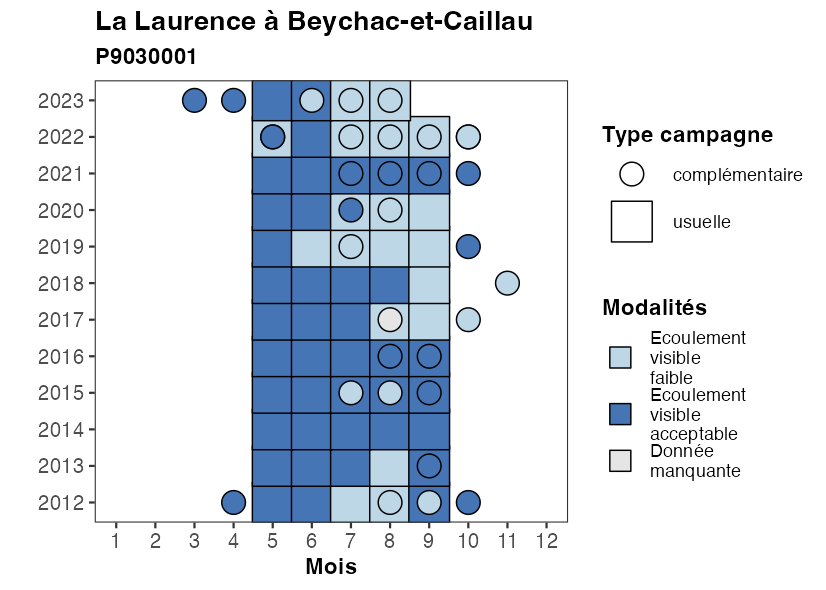 La Laurence à Beychac-et-Caillau
P9030001
2023
2022
2021
2020
2019
2018
2017
2016
2015
2014
2013
2012
1 2 3 4 5 6 7 8 9 10 11 12
Mois
Type campagne
complémentaire
usuelle
Modalités
Ecoulement
visible
faible
Ecoulement
visible
acceptable
Donnée
manquante